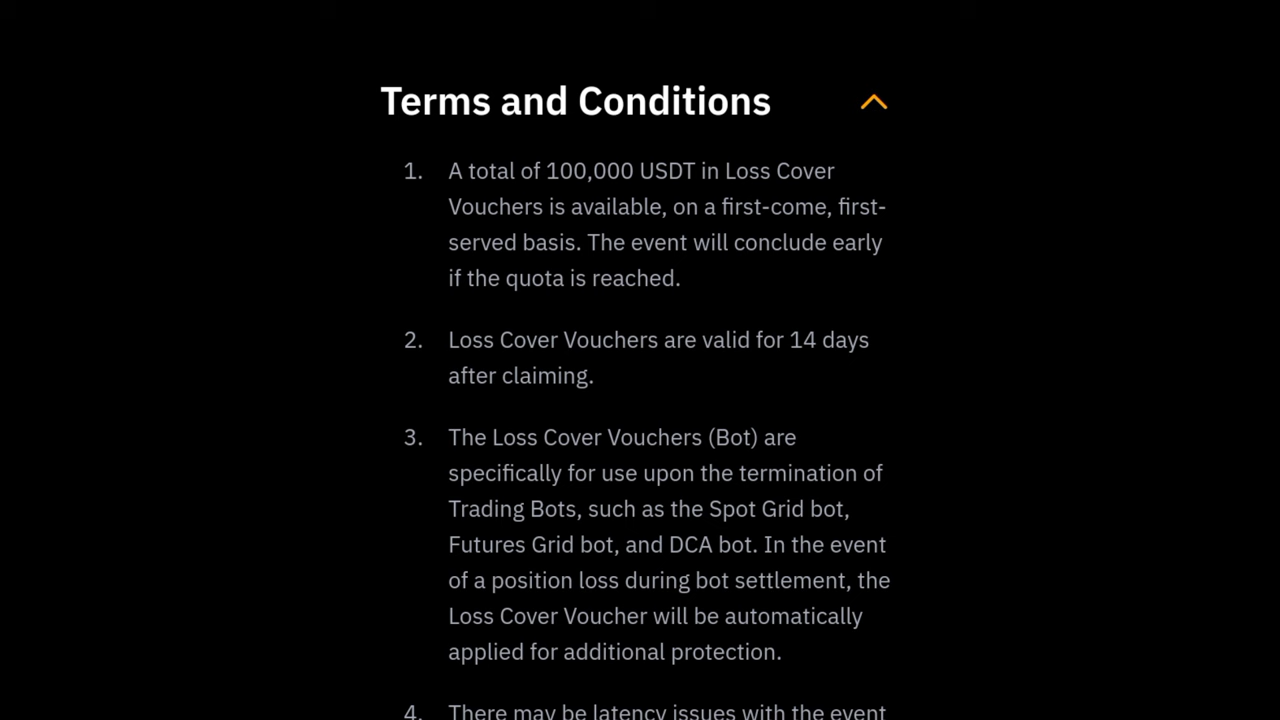 Terms and Conditions
1. A total of 100,000 USDT in Loss Cover
Vouchers is available, on a first-come, first-
served basis. The event will conclude early
if the quota is reached.
2. Loss Cover Vouchers are valid for 14 days
after claiming.
3. The Loss Cover Vouchers (Bot) are
specifically for use upon the termination of
Trading Bots, such as the Spot Grid bot,
Futures Grid bot, and DCA bot. In the event
of a position loss during bot settlement, the
Loss Cover Voucher will be automatically
applied for additional protection.
4. There may be latency issues with the event